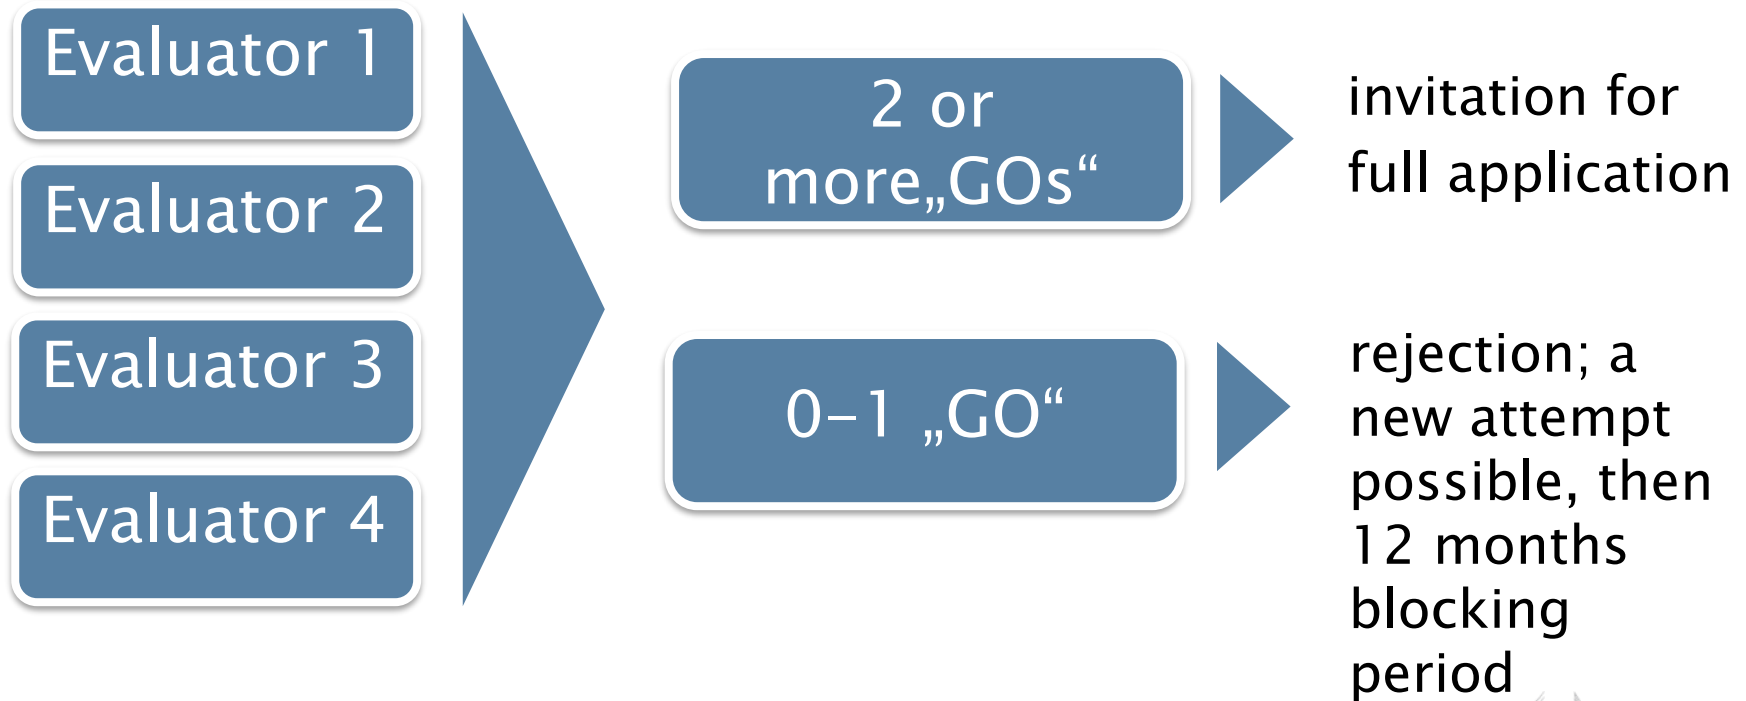 Evaluator 1
Evaluator 2
Evaluator 3
Evaluator 4
2 or
more„GOs“
invitation for
full application
0-1 „GO“
rejection; a
new attempt
possible, then
12 months
blocking
period